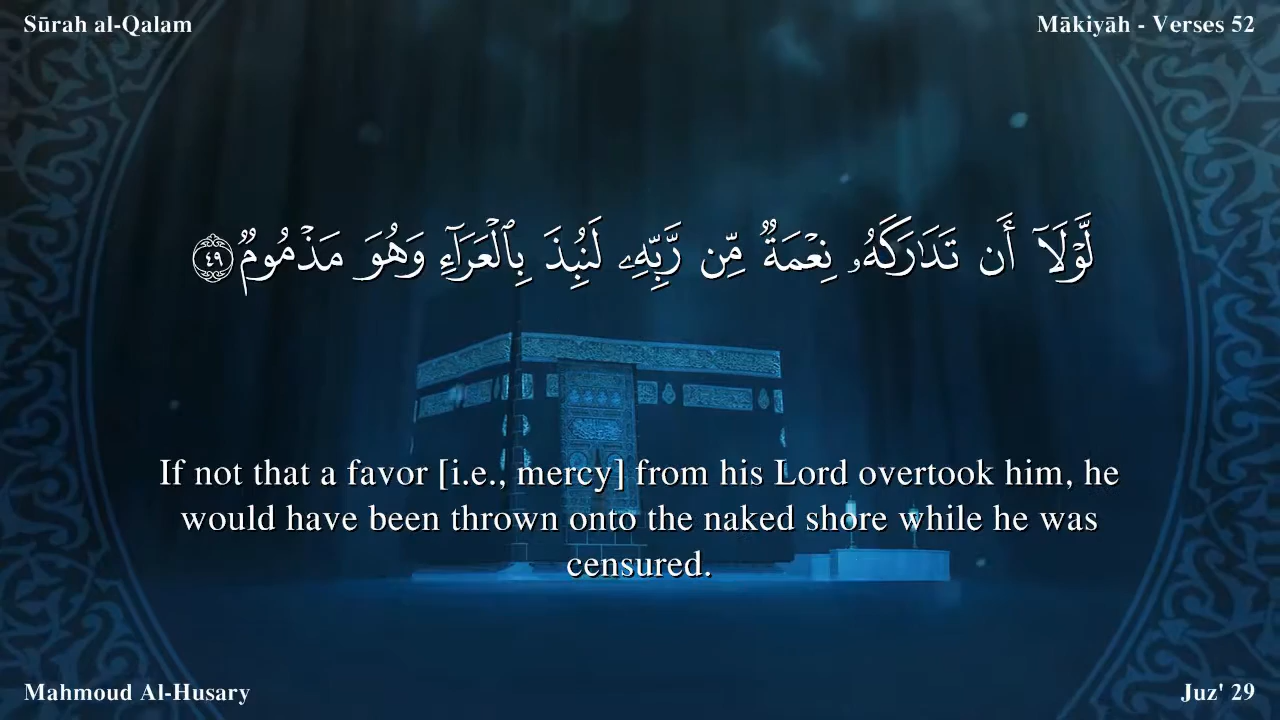 Sūrah al-Qalam
Mākiyāh - Verses 52
لَّوْلَآ أَن تَدَٰرَكَهُۥ نِعْمَةٌ مِّن رَّبِّهِۦ لَنُبِذَ بِٱلْعَرَآءِ وَهُوَ مَذْمُومٌ ٤٩
If not that a favor [i.e., mercy] from his Lord overtook him, he
would have been thrown onto the naked shore while he was
censured.
Mahmoud Al-Husary
Juz' 29